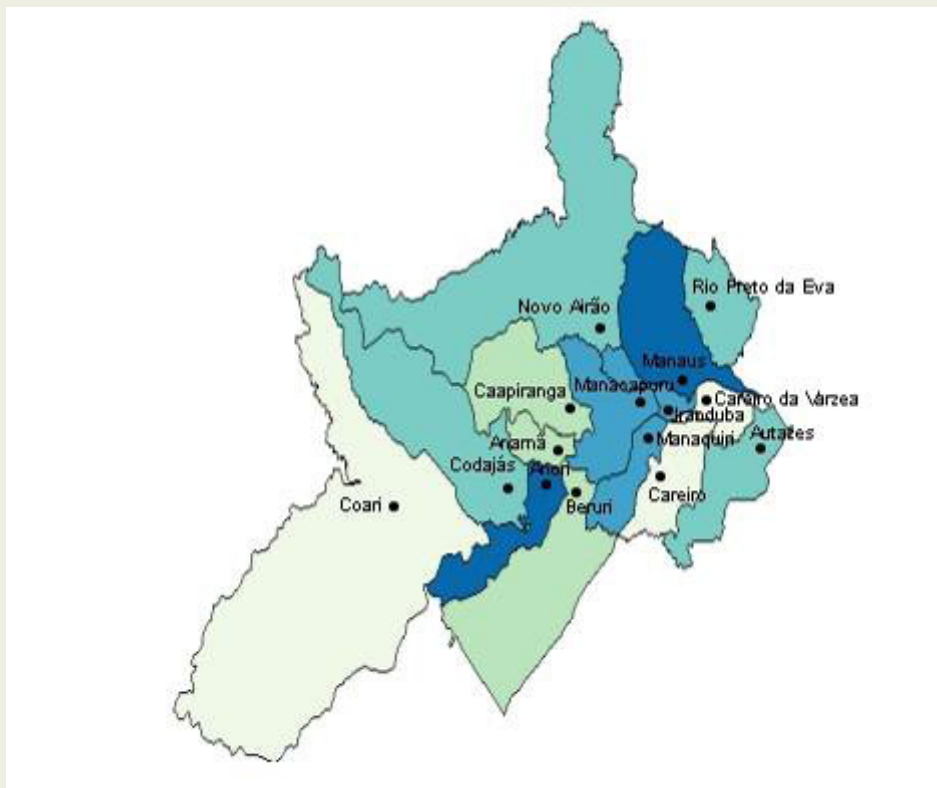 Rio Preto da Eva
Novo Airão
Manaus
Manacapuru
Caapiranga
Careiro da Várzea
Iranduba
Autazes
Manaquiri
Anamã
Codajás
Anori
Careiro
Coari
Beruri